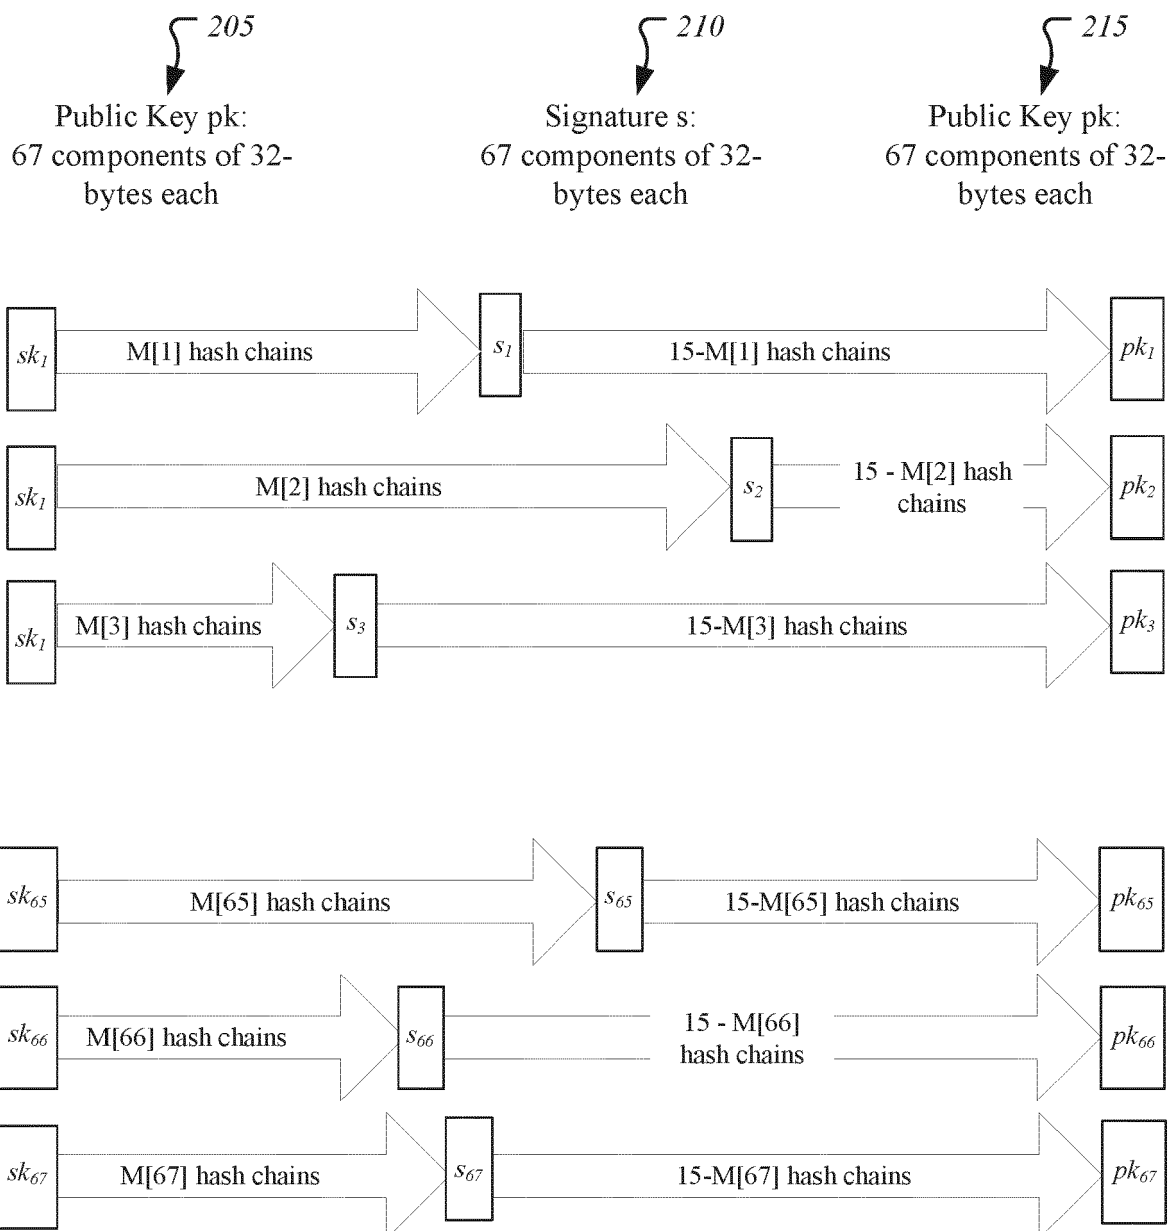 205
210
215
Public Key pk:
67 components of 32-
bytes each
Signature s:
67 components of 32-
bytes each
Public Key pk:
67 components of 32-
bytes each
sk1
M[1] hash chains
s1
15-M[1] hash chains
pk1
sk1
M[2] hash chains
s2
15 - M[2] hash
chains
pk2
sk1
M[3] hash chains
s3
15-M[3] hash chains
pk3
sk65
M[65] hash chains
s65
15-M[65] hash chains
pk65
sk66
M[66] hash chains
s66
15 - M[66]
hash chains
pk66
sk67
M[67] hash chains
s67
15-M[67] hash chains
pk67